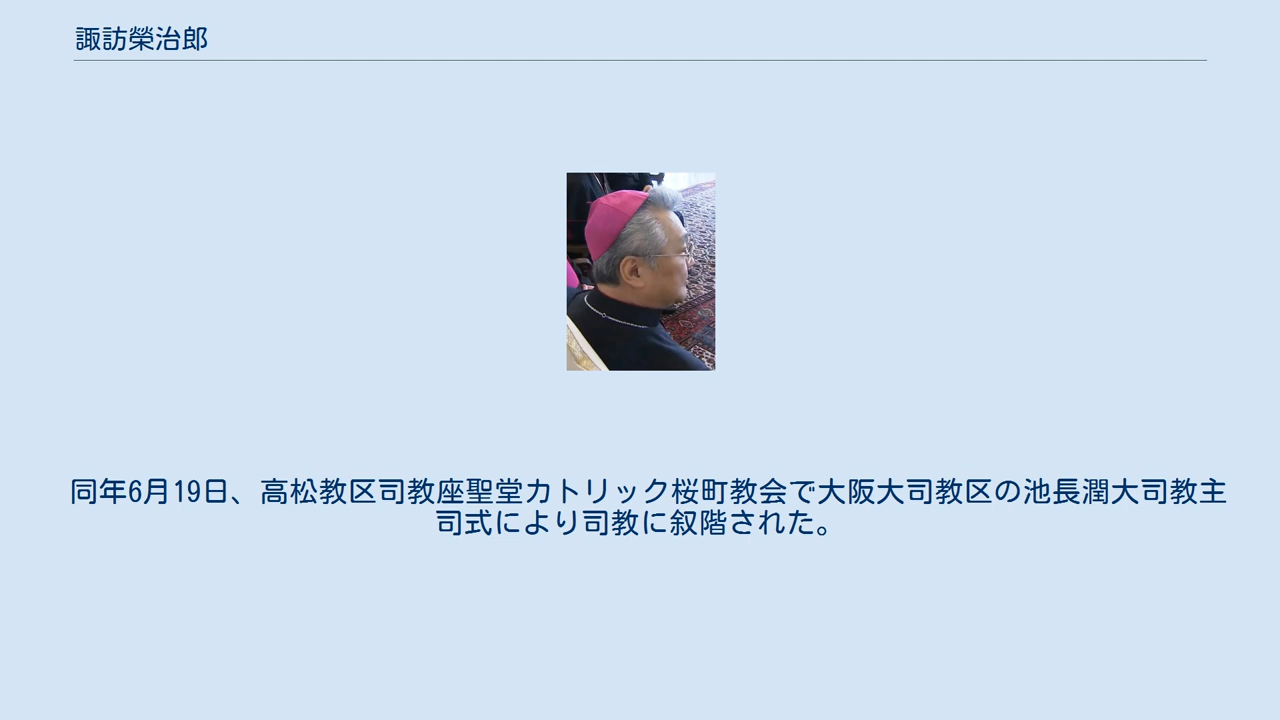 諏訪榮治郎
同年6月19日、高松教区司教座聖堂カトリック桜町教会で大阪大司教区の池長潤大司教主
司式により司教に叙階された。